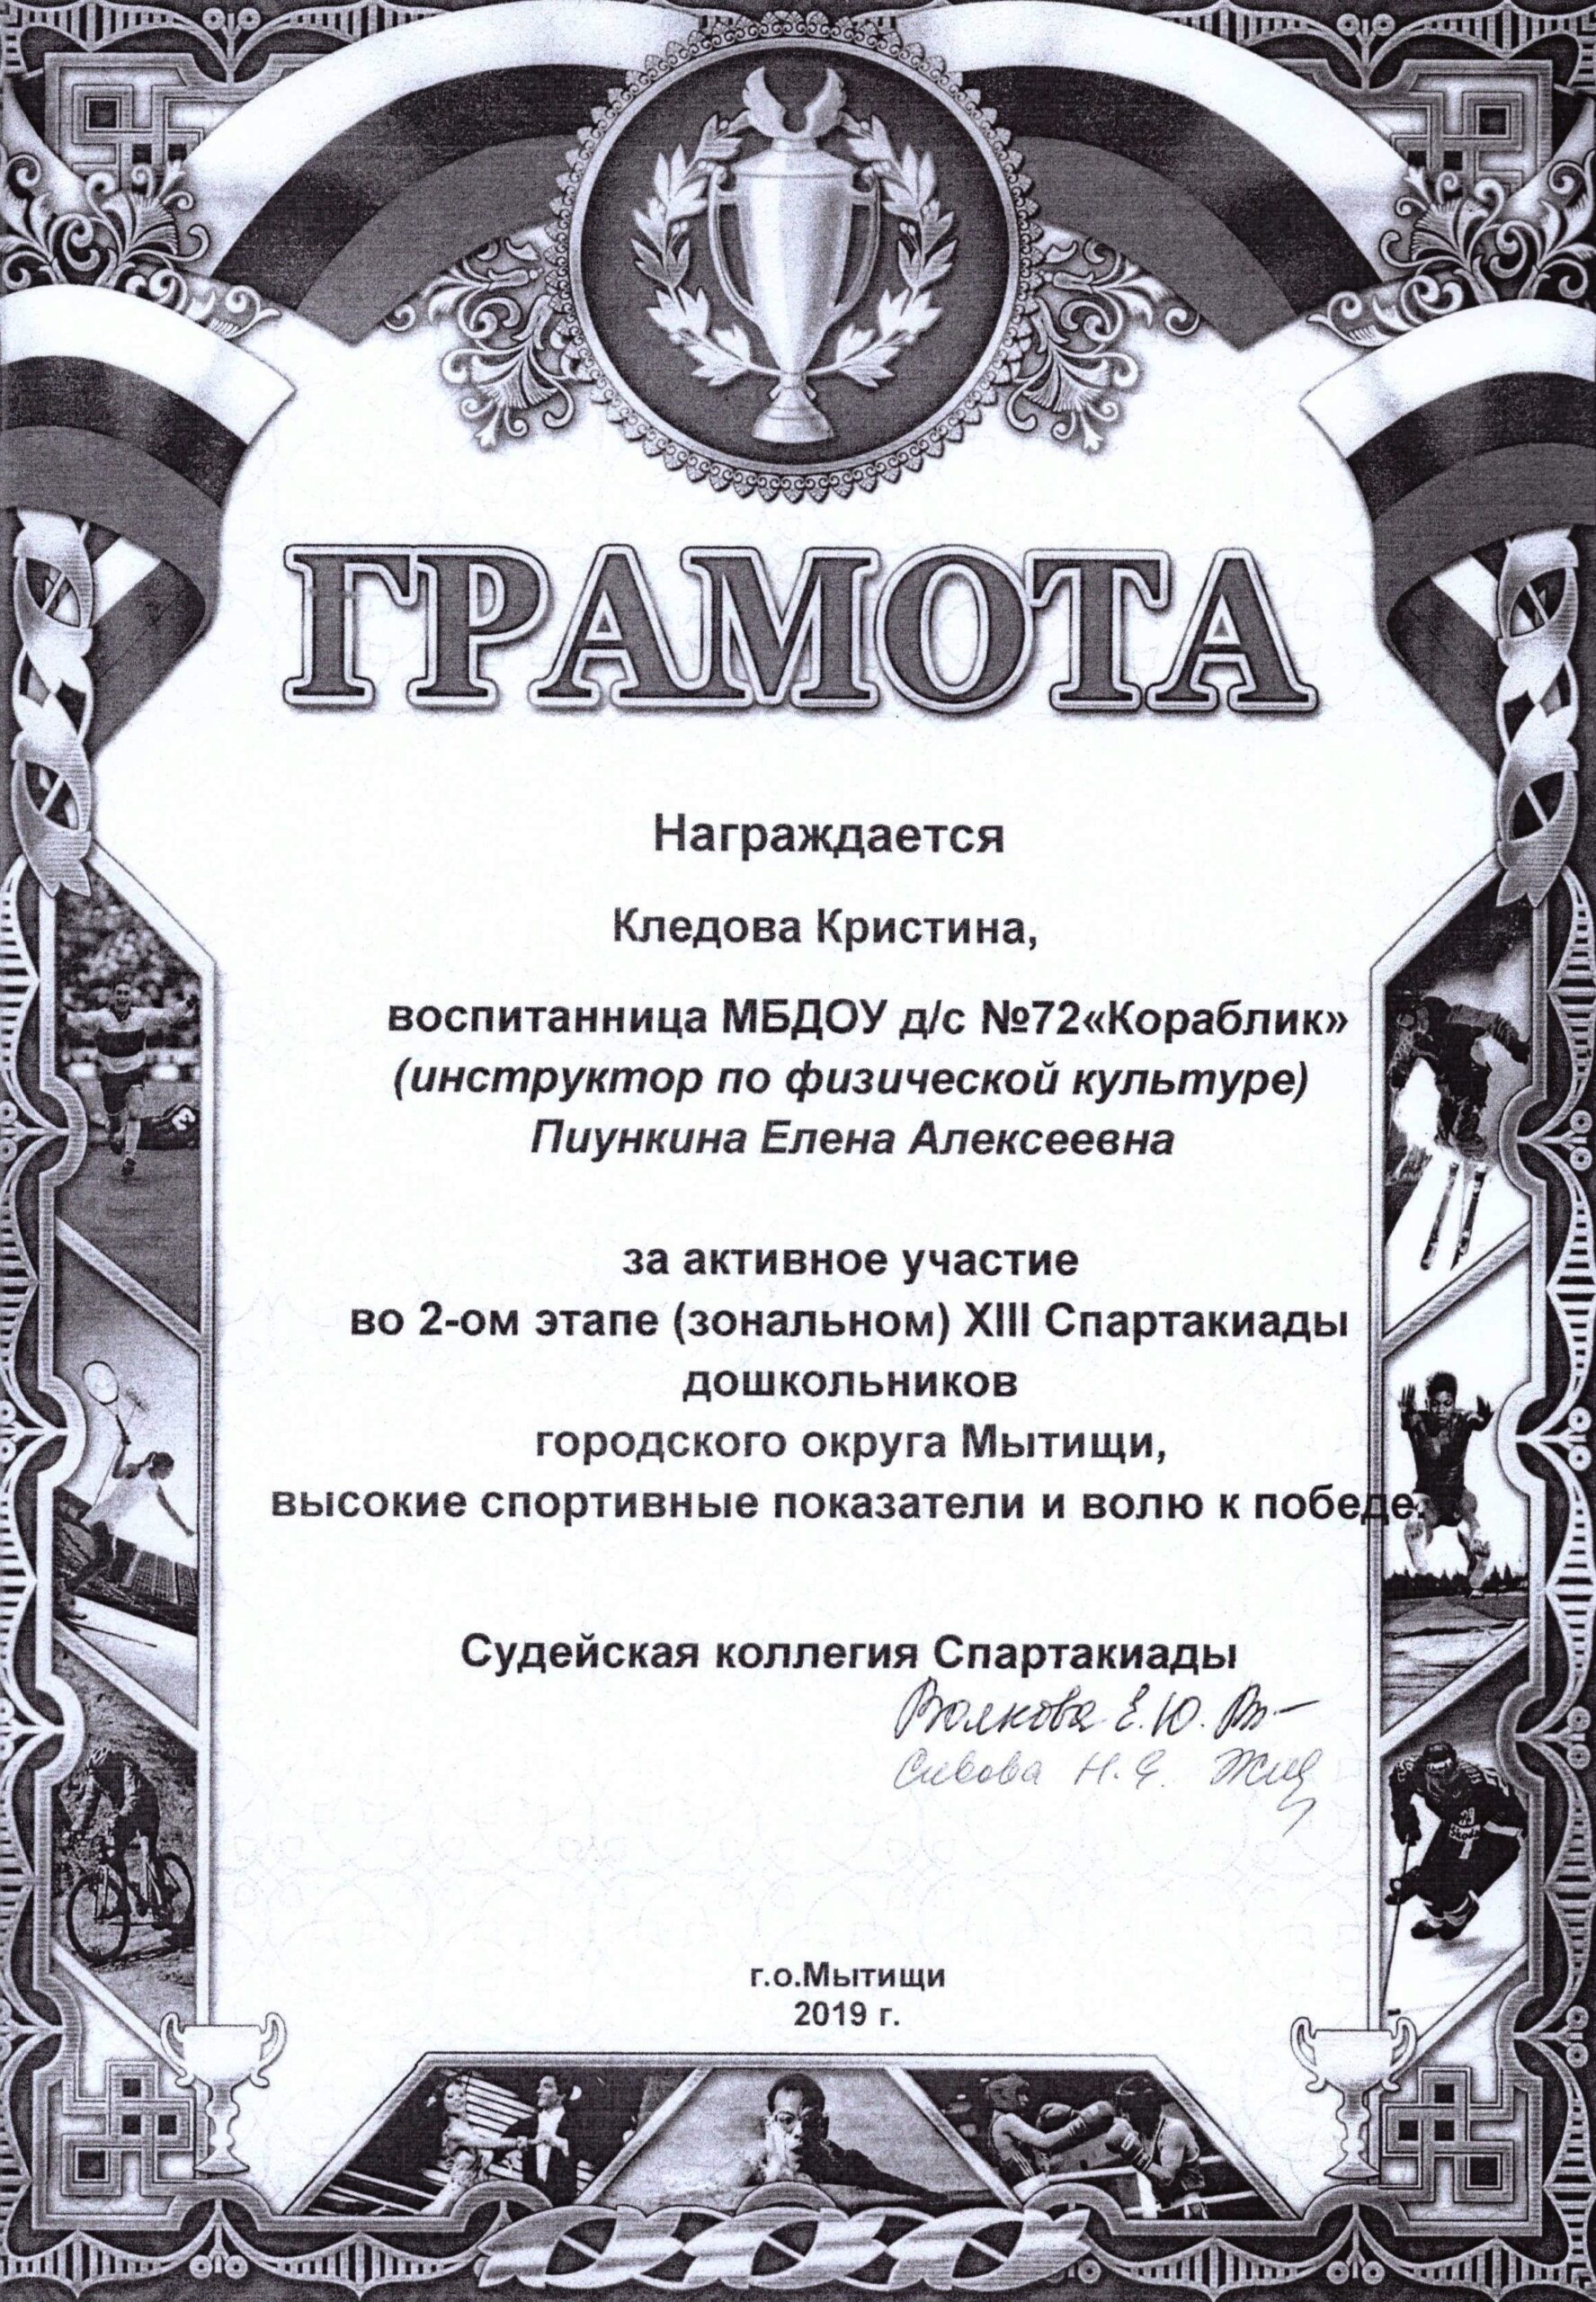 ГРАМОТА
Награждается
Кледова Кристина,
воспитанница МБДОУ д/с №72«Кораблик»
(инструктор по физической культуре)
Пиункина Елена Алексеевна
за активное участие
во 2-ом этапе (зональном) XIII Спартакиады
дошкольников
городского округа Мытищи,
высокие спортивные показатели и волю к победе.
Судейская коллегия Спартакиады
Волкова Е.Ю.
Сивова Н.Я.
г.о.Мытищи
2019 г.